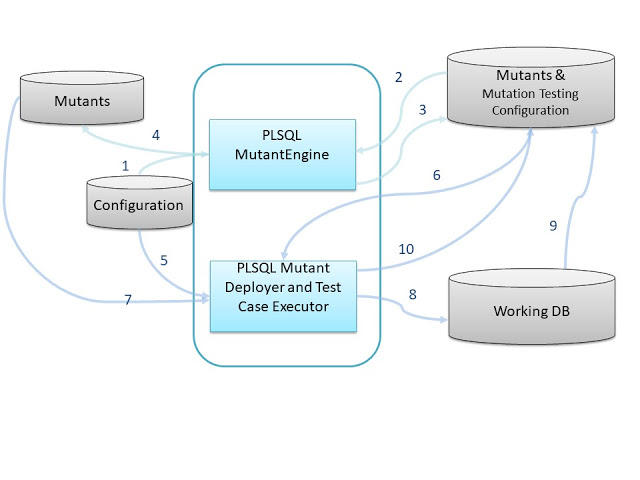 2
Mutants &
Mutation Testing
Configuration
Mutants
3
4
PLSQL
MutantEngine
1
6
Configuration
9
10
5
PLSQL Mutant
Deployer and Test
Case Executor
7
8
Working DB